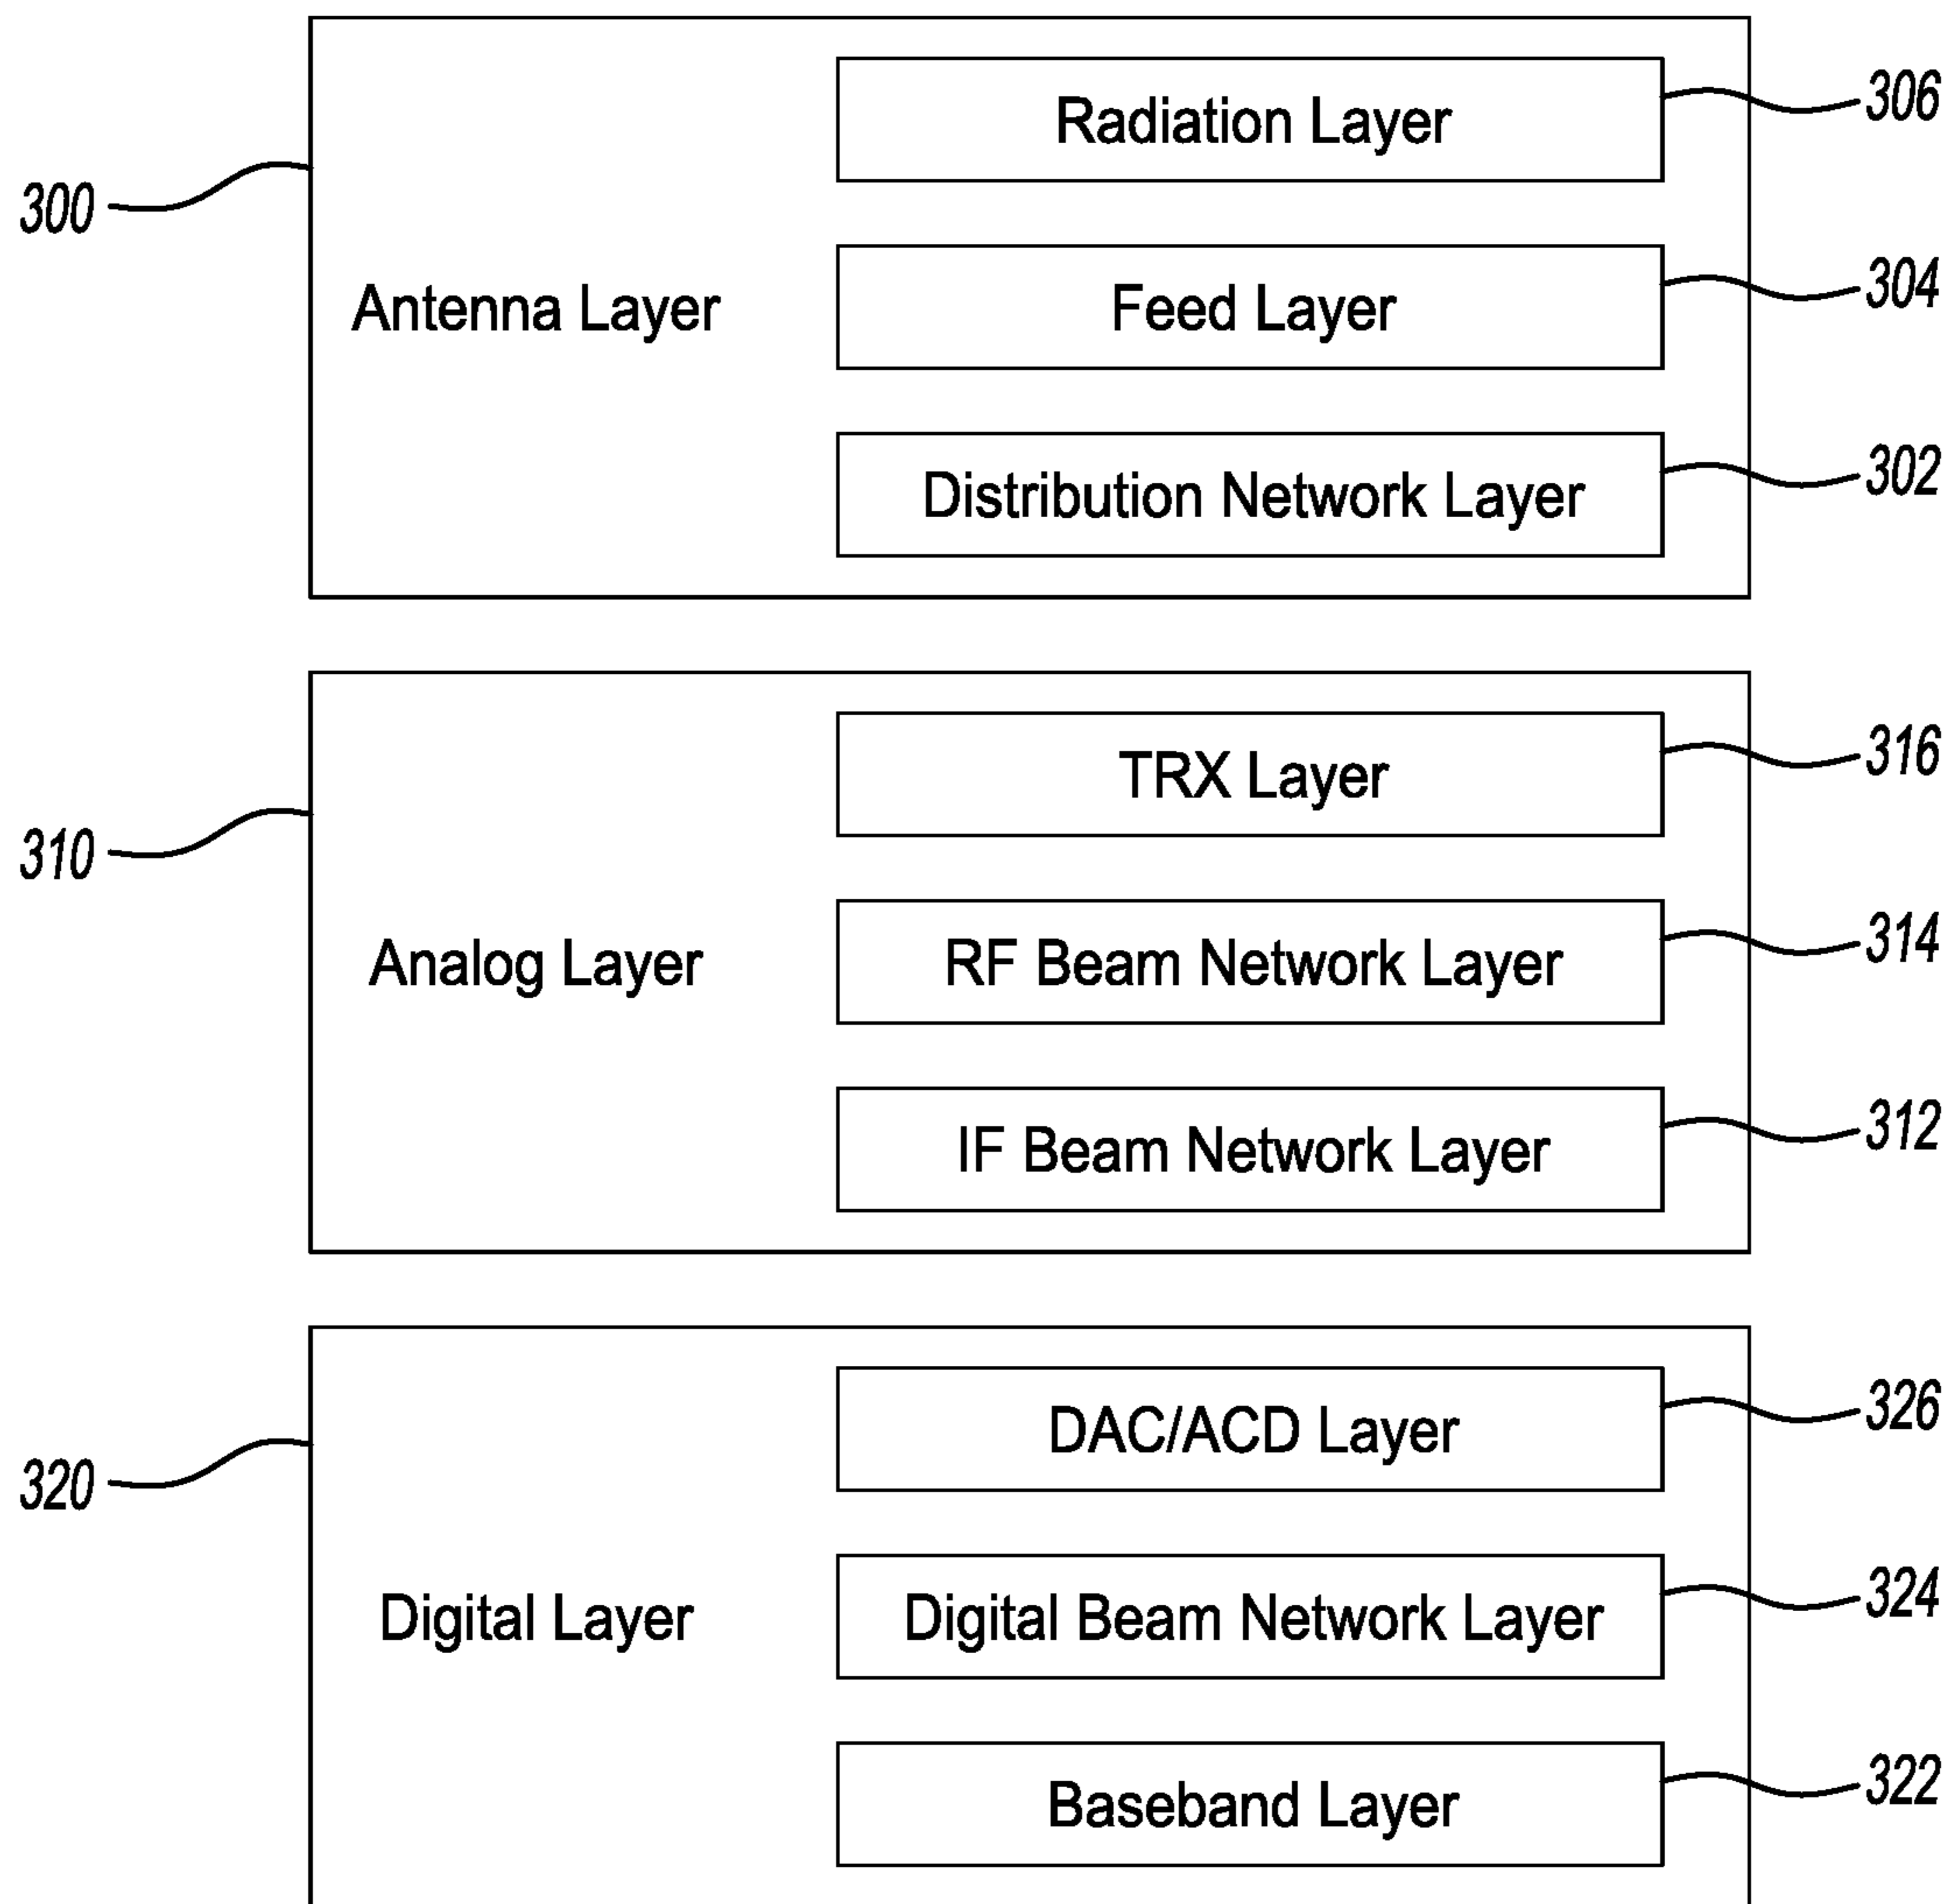 Radiation Layer
306
300
Antenna Layer
Feed Layer
304
Distribution Network Layer
302
TRX Layer
316
310
Analog Layer
RF Beam Network Layer
314
IF Beam Network Layer
312
DAC/ACD Layer
326
320
Digital Layer
Digital Beam Network Layer
324
Baseband Layer
322